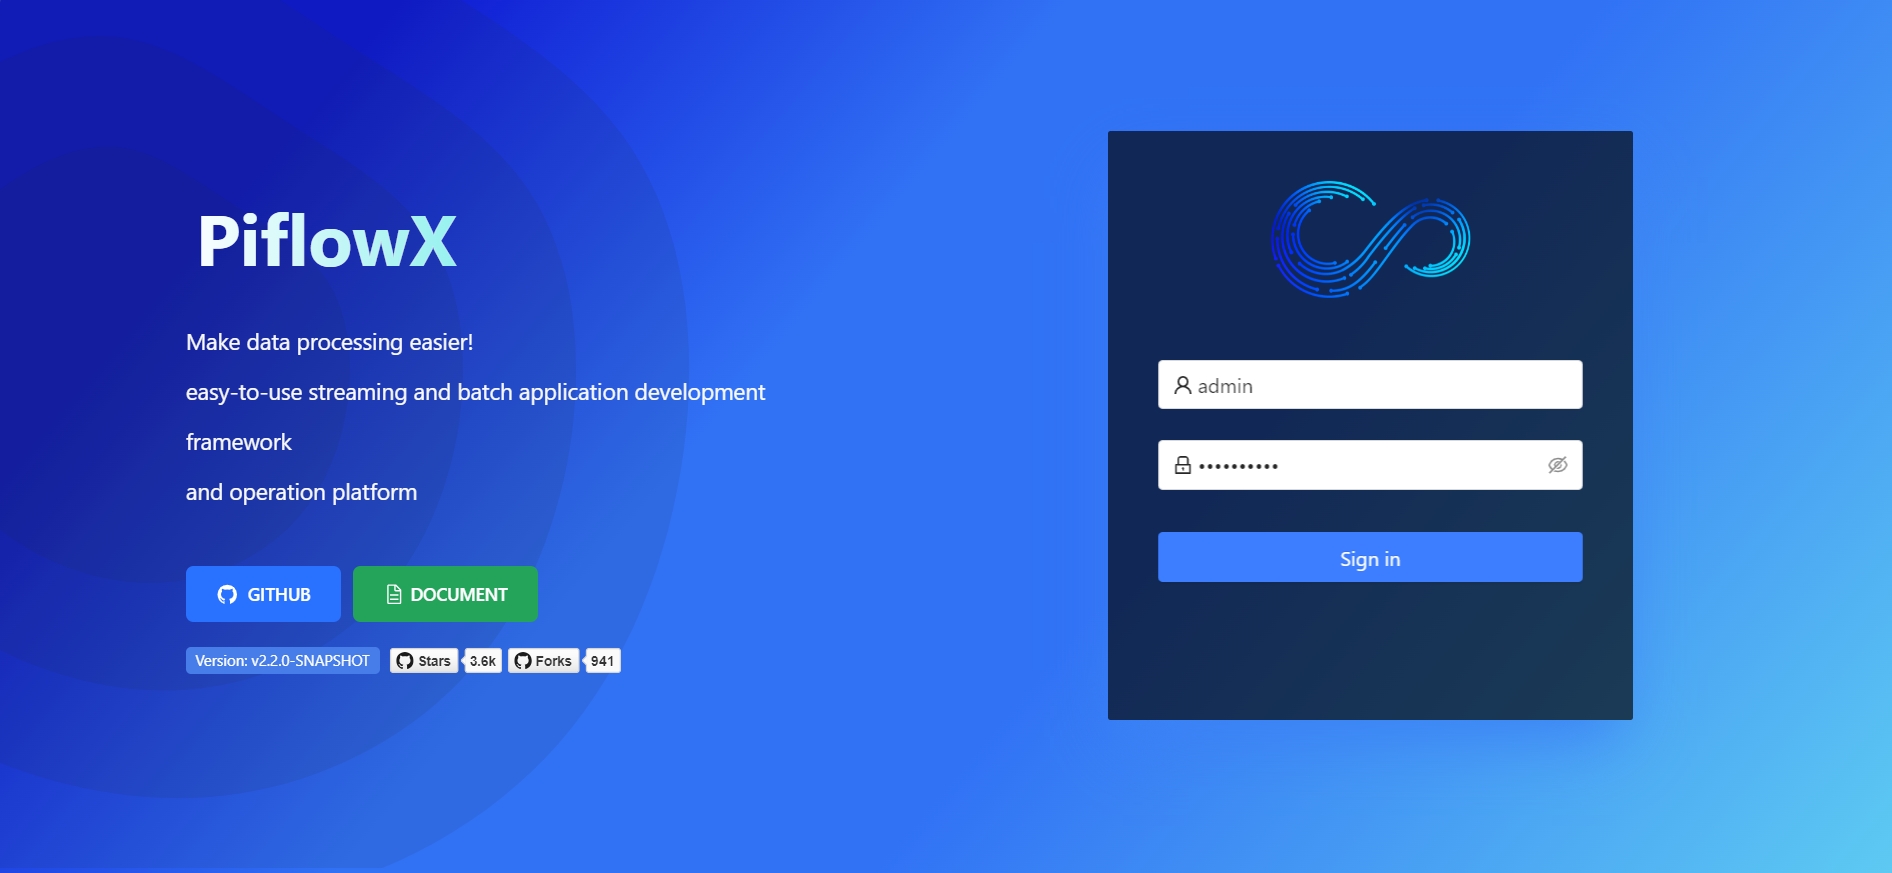 PiflowX
Make data processing easier!
easy-to-use streaming and batch application development
framework
and operation platform
GITHUB
DOCUMENT
Version: v2.2.0-SNAPSHOT
Stars
3.6k
Forks
941
admin
••••••••••
Sign in